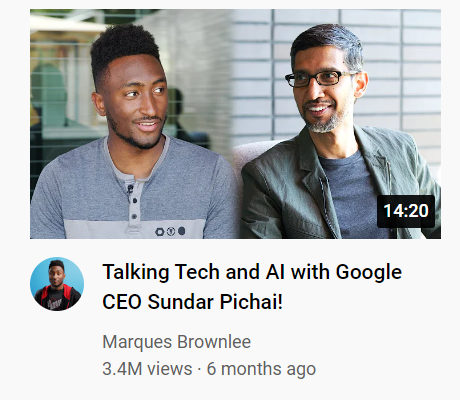 14:20
Talking Tech and AI with Google
CEO Sundar Pichai!
Marques Brownlee
3.4M views · 6 months ago